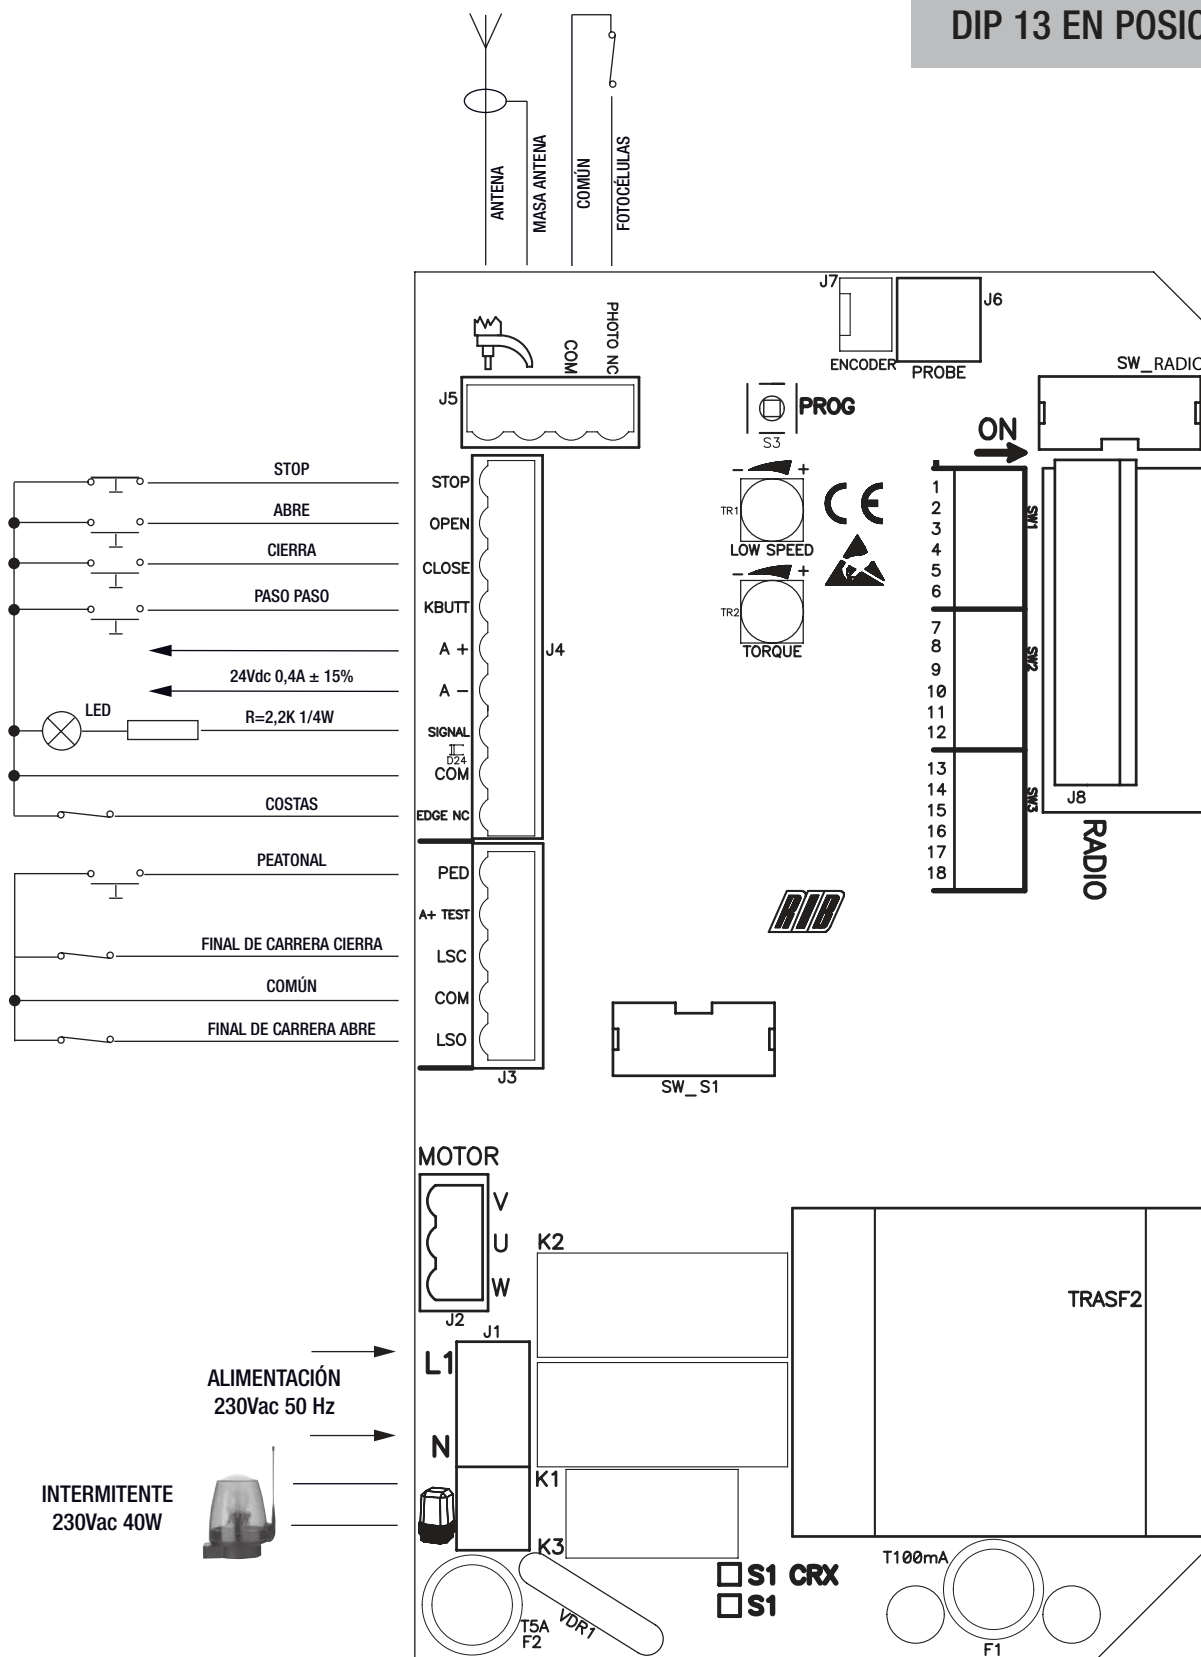 DIP 13 EN POSIC
ANTENA
MASA ANTENA
COMÚN
FOTOCÉLULAS
COM
PHOTO NC
J5
J7
ENCODER
J6
PROBE
SW_RADIO
PROG
S3
ON
- +
TR1
LOW SPEED
- +
TR2
TORQUE
CE
1
2
3
4
5
6
SW1
7
8
9
10
11
12
SW2
13
14
15
16
17
18
SW3
J8
RADIO
STOP
STOP
ABRE
OPEN
CIERRA
CLOSE
PASO PASO
KBUTT
A +
J4
24Vdc 0,4A ± 15%
A -
LED
R=2,2K 1/4W
SIGNAL
D24
COM
COSTAS
EDGE NC
PEATONAL
PED
A+ TEST
FINAL DE CARRERA CIERRA
LSC
COMÚN
COM
FINAL DE CARRERA ABRE
LSO
J3
RIB
SW_S1
MOTOR
V
U
W
J2
K2
TRASF2
J1
L1
ALIMENTACIÓN
230Vac 50 Hz
N
K1
INTERMITENTE
230Vac 40W
K3
S1 CRX
S1
T5A
F2
VDR1
T100mA
F1